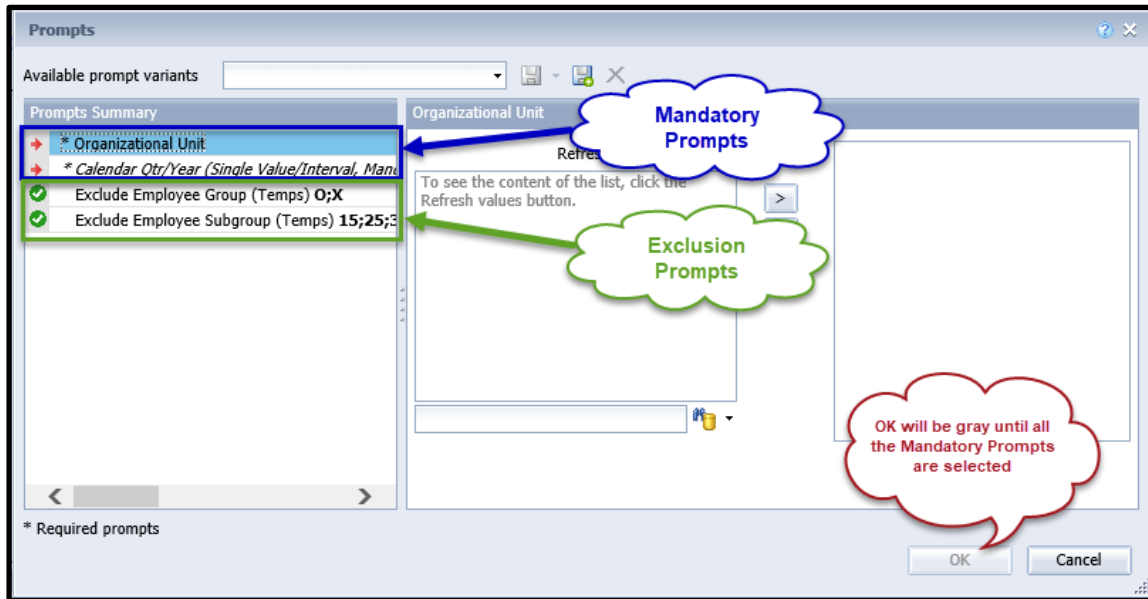 Prompts
Available prompt variants
Prompts Summary
Organizational Unit
* Organizational Unit
* Calendar Qtr/Year (Single Value/Interval,
Exclude Employee Group (Temps) O;X
Exclude Employee Subgroup (Temps) 15;25;3
Mandatory
Prompts
To see the content of the list, click the
Refresh values button.
>
Exclusion
Prompts
OK will be gray until all
the Mandatory Prompts
are selected
* Required prompts
OK
Cancel